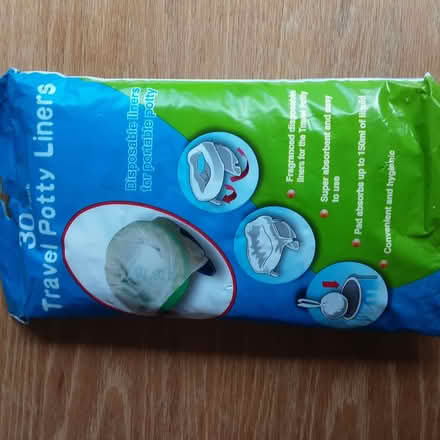 30
Travel Potty Liners
Disposable liners
for portable potty
Fragranced disposable
liners for the Travel Potty
Super absorbent and easy
to use
Pad absorbs up to 150ml of liquid
Convenient and hygienic